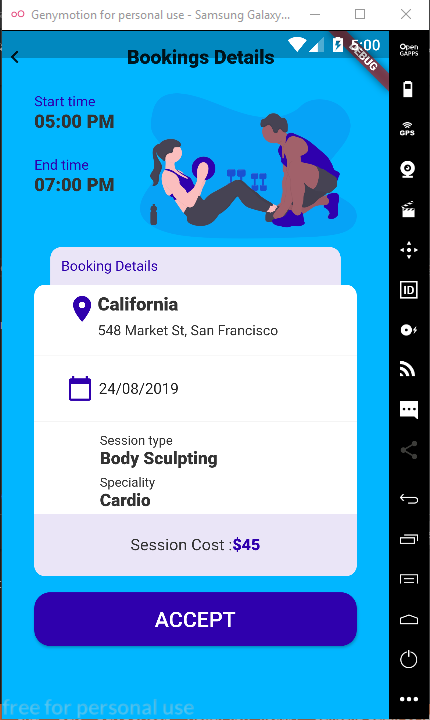 Genymotion for personal use - Samsung Galaxy...
5:00
DEBUG
Bookings Details
Start time
05:00 PM
End time
07:00 PM
Booking Details
California
548 Market St, San Francisco
24/08/2019
Session type
Body Sculpting
Speciality
Cardio
Session Cost :$45
ACCEPT
free for personal use
Open
GAPPS
GPS
ID